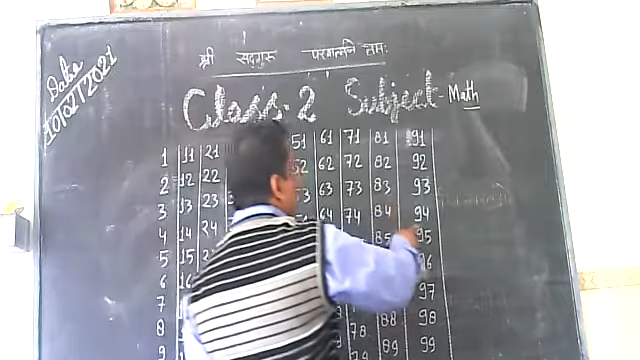 श्री सद्गुरु परमात्मने नमः
Date
10/02/2021
Class-2 Subject- Math
1 11 21 51 61 71 81 91
2 12 22 52 62 72 82 92
3 13 23 53 63 73 83 93
4 14 24 64 74 84 94
5 15 85 95
6 16 96
7 97
8 78 88 98
9 79 89 99